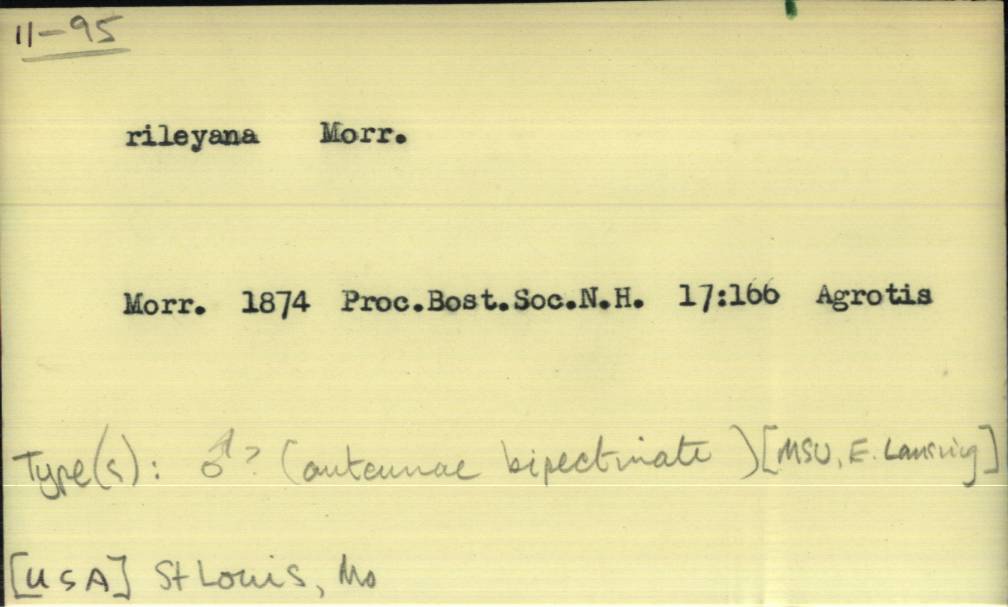 11-95
rileyana Morr.
Morr. 1874 Proc.Bost.Soc.N.H. 17:166 Agrotis
Type(s): ♂? (antennae bipectinate) [MSU, E. Lansing]
[USA] St Louis, Mo